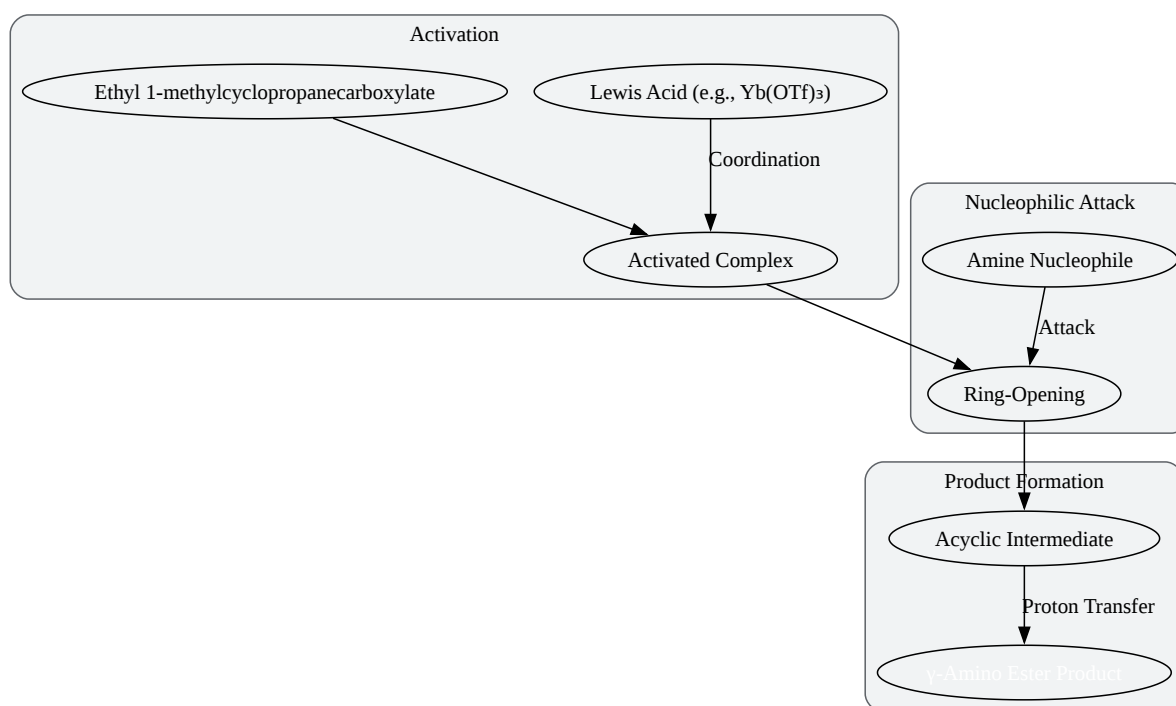 Activation
Ethyl 1-methylcyclopropanecarboxylate
Lewis Acid (e.g., Yb(OTf)₃)
Coordination
Activated Complex
Nucleophilic Attack
Amine Nucleophile
Attack
Ring-Opening
Product Formation
Acyclic Intermediate
Proton Transfer
γ-Amino Ester Product